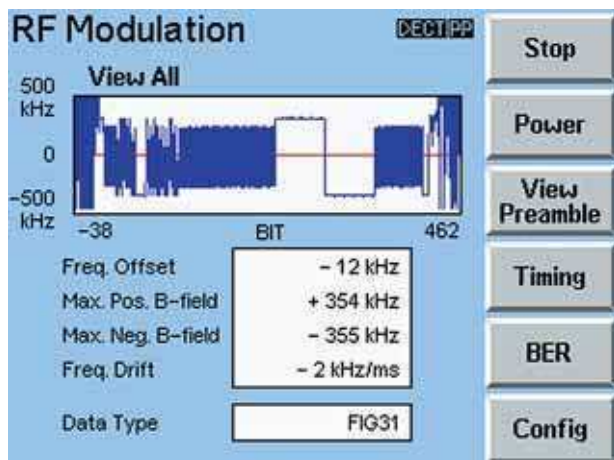 RF Modulation
DECT PP
View All
500
kHz
0
-500
kHz
-38
BIT
462
Freq. Offset
- 12 kHz
Max. Pos. B-field
+ 354 kHz
Max. Neg. B-field
- 355 kHz
Freq. Drift
- 2 kHz/ms
Data Type
FIG31
Stop
Power
View
Preamble
Timing
BER
Config